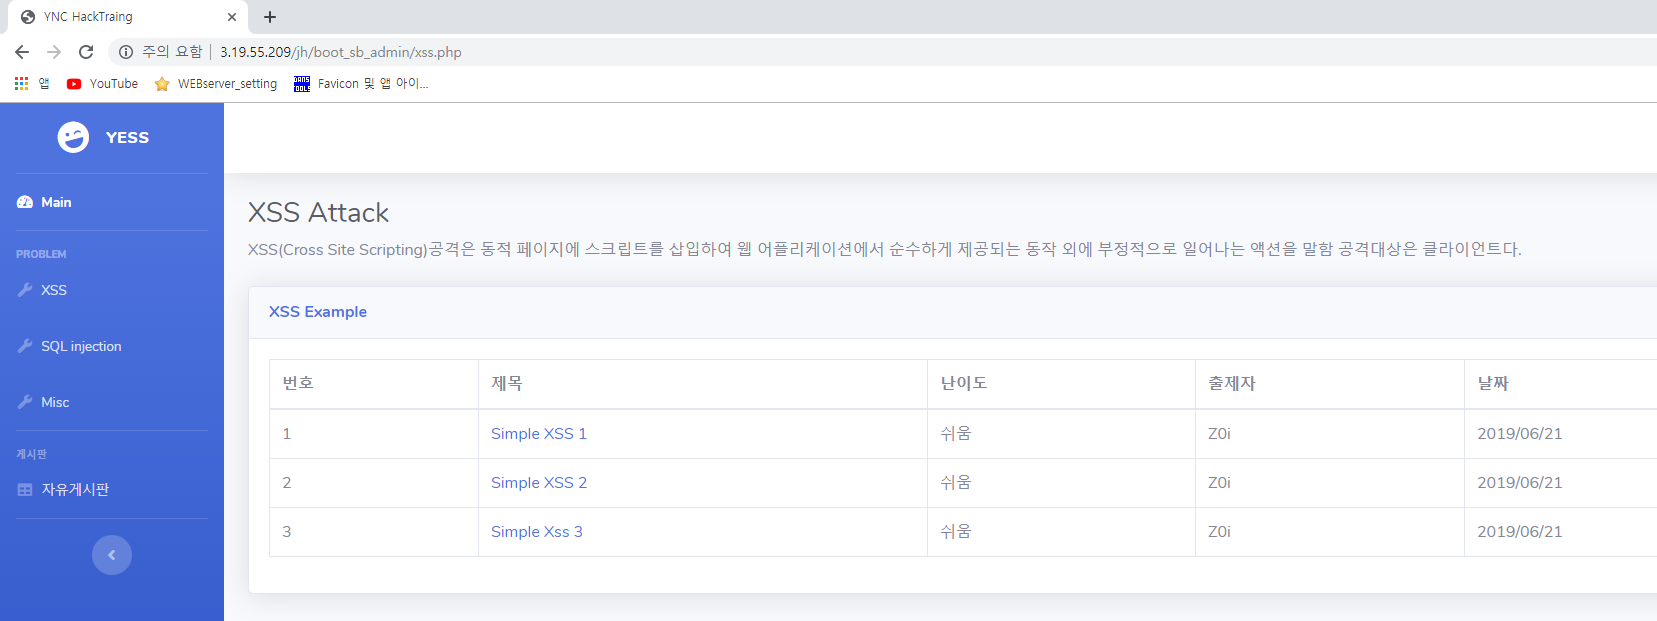 YNC HackTraing
주의 요함 | 3.19.55.209/jh/boot_sb_admin/xss.php
앱 YouTube WEBserver_setting Favicon 및 앱 아이...
YESS
Main
PROBLEM
XSS
SQL injection
Misc
게시판
자유게시판
XSS Attack
XSS(Cross Site Scripting)공격은 동적 페이지에 스크립트를 삽입하여 웹 어플리케이션에서 순수하게 제공되는 동작 외에 부정적으로 일어나는 액션을 말함 공격대상은 클라이언트다.
XSS Example
번호 제목 난이도 출제자 날짜
1 Simple XSS 1 쉬움 Z0i 2019/06/21
2 Simple XSS 2 쉬움 Z0i 2019/06/21
3 Simple Xss 3 쉬움 Z0i 2019/06/21